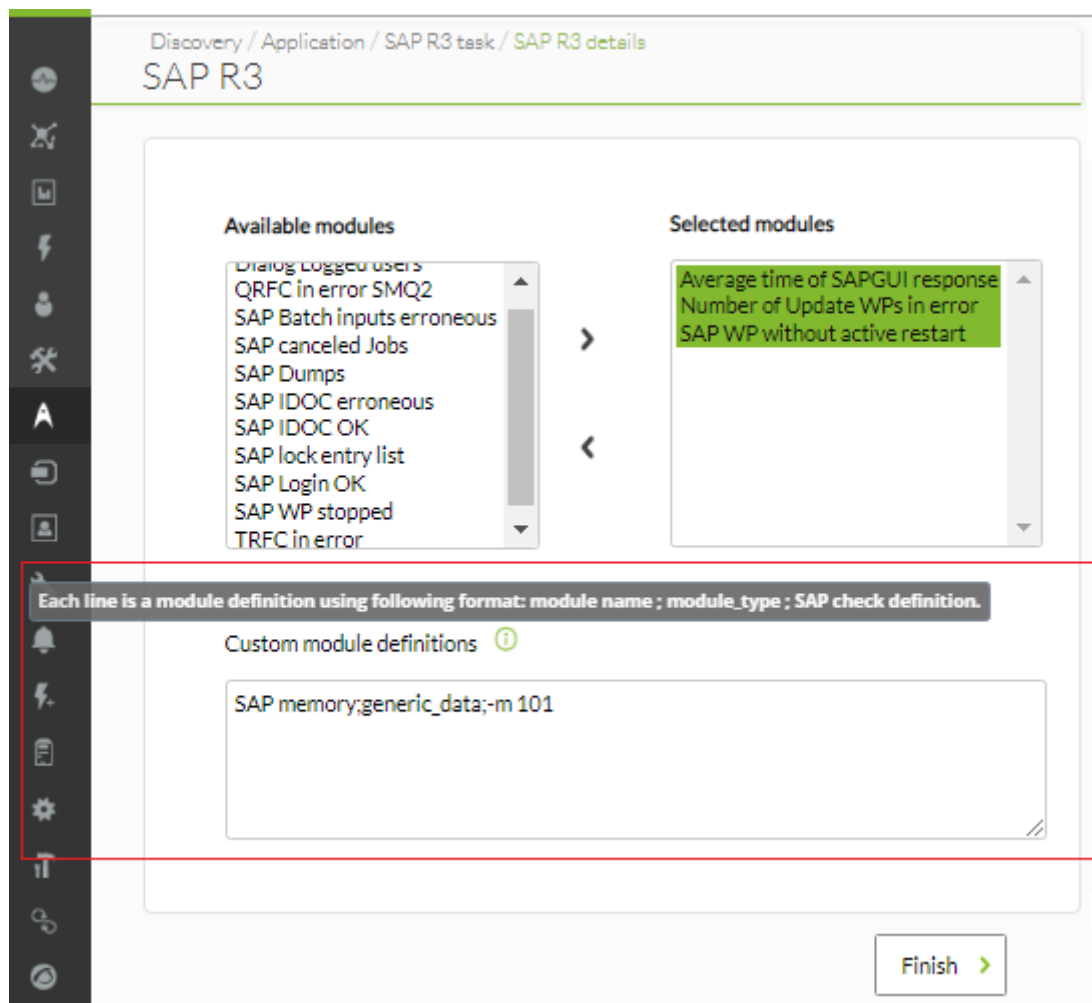 Discovery / Application / SAP R3 task / SAP R3 details
SAP R3
Available modules
Dialog Logged users
QRFC in error SMQ2
SAP Batch inputs erroneous
SAP canceled Jobs
SAP Dumps
SAP IDOC erroneous
SAP IDOC OK
SAP lock entry list
SAP Login OK
SAP WP stopped
TRFC in error
Selected modules
Average time of SAPGUI response
Number of Update WPs in error
SAP WP without active restart
Each line is a module definition using following format: module name ; module_type ; SAP check definition.
Custom module definitions
SAP memory;generic_data;-m 101
Finish